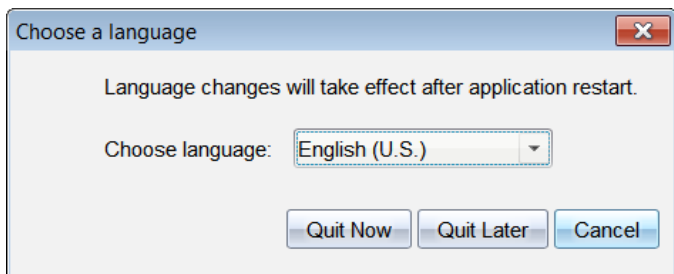 Choose a language
Language changes will take effect after application restart.
Choose language: English (U.S.)
Quit Now Quit Later Cancel